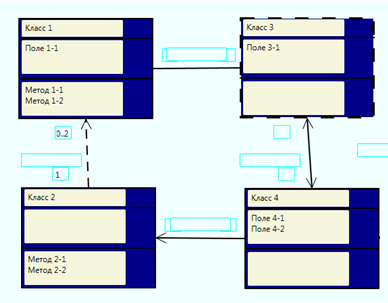 Класс 1
Поле 1-1
Метод 1-1
Метод 1-2
Класс 3
Поле 3-1
0..2
1
Класс 2
Метод 2-1
Метод 2-2
Класс 4
Поле 4-1
Поле 4-2